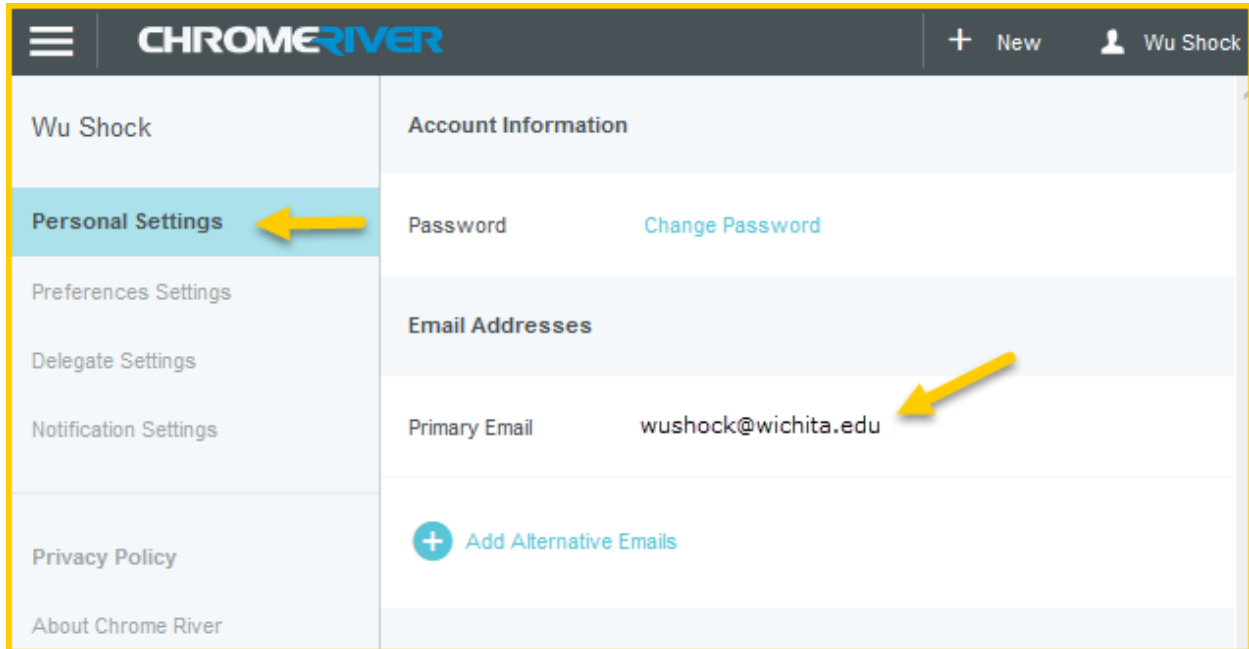 CHROMERIVER
+ New
Wu Shock
Wu Shock
Personal Settings
Preferences Settings
Delegate Settings
Notification Settings
Privacy Policy
About Chrome River
Account Information
Password Change Password
Email Addresses
Primary Email wushock@wichita.edu
+ Add Alternative Emails